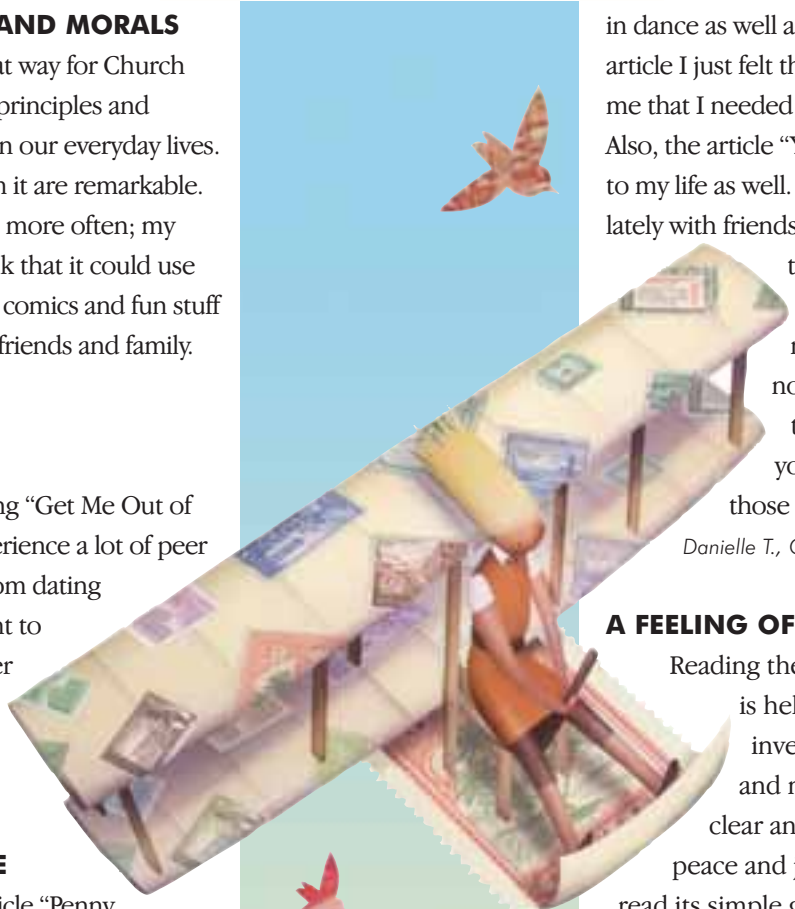 AND MORALS
at way for Church
principles and
n our everyday lives.
n it are remarkable.
more often; my
k that it could use
comics and fun stuff
friends and family.
ng “Get Me Out of
erience a lot of peer
om dating
nt to
er
E
icle “Penny
in dance as well a
article I just felt th
me that I needed
Also, the article “Y
to my life as well.
lately with friends
t
no
t
yo
those
Danielle T.,
A FEELING OF
Reading the
is hel
inve
and
clear an
peace and
read its simple